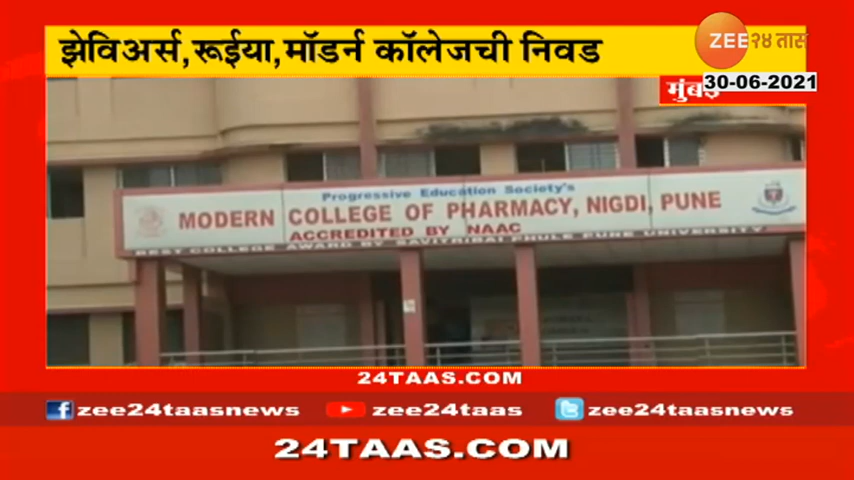 झेविअर्स,रूईया,मॉडर्न कॉलेजची निवड
ZEE २४ तास
30-06-2021
मुंबई
Progressive Education Society's
MODERN COLLEGE OF PHARMACY, NIGDI, PUNE
ACCREDITED BY NAAC
BEST COLLEGE AWARD BY SAVITRIBAI PHULE PUNE UNIVERSITY
24TAAS.COM
zee24taasnews
zee24taas
zee24taasnews
24TAAS.COM